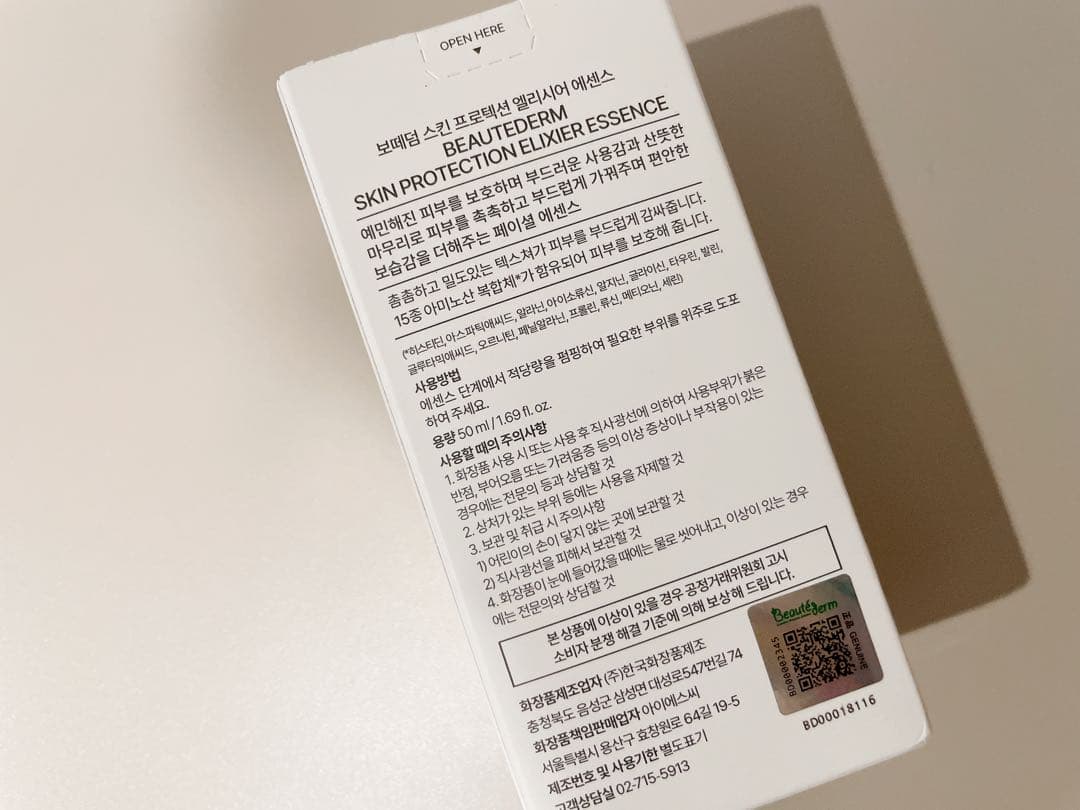 OPEN HERE
보떼덤 스킨 프로텍션 엘리시어 에센스
BEAUTEDERM
SKIN PROTECTION ELIXIER ESSENCE
예민해진 피부를 보호하며 부드러운 사용감과 산뜻한
마무리로 피부를 촉촉하고 부드럽게 가꿔주며 편안한
보습감을 더해주는 페이셜 에센스
촘촘하고 밀도있는 텍스쳐가 피부를 부드럽게 감싸줍니다.
15종 아미노산 복합체*가 함유되어 피부를 보호해 줍니다.
(*히스티딘, 아스파틱애씨드, 알라닌, 아이소류신, 알지닌, 글라이신, 타우린, 발린,
글루타믹애씨드, 오르니틴, 페닐알라닌, 프롤린, 류신, 메티오닌, 세린)
사용방법
에센스 단계에서 적당량을 펌핑하여 필요한 부위를 위주로 도포
하여 주세요.
용량 50 ml / 1.69 fl. oz.
사용할 때의 주의사항
1. 화장품 사용 시 또는 사용 후 직사광선에 의하여 사용부위가 붉은
반점, 부어오름 또는 가려움증 등의 이상 증상이나 부작용이 있는
경우에는 전문의 등과 상담할 것
2. 상처가 있는 부위 등에는 사용을 자제할 것
3. 보관 및 취급 시 주의사항
1) 어린이의 손이 닿지 않는 곳에 보관할 것
2) 직사광선을 피해서 보관할 것
4. 화장품이 눈에 들어갔을 때에는 물로 씻어내고, 이상이 있는 경우
에는 전문의와 상담할 것
본 상품에 이상이 있을 경우 공정거래위원회 고시
소비자 분쟁 해결 기준에 의해 보상해 드립니다.
화장품제조업자 (주)한국화장품제조
충청북도 음성군 삼성면 대성로547번길 74
화장품책임판매업자 아이에스씨
서울특별시 용산구 효창원로 64길 19-5
제조번호 및 사용기한 별도표기
고객상담실 02-715-5913
Beautéderm
正品 GENUINE
BD00002345
BD00018116